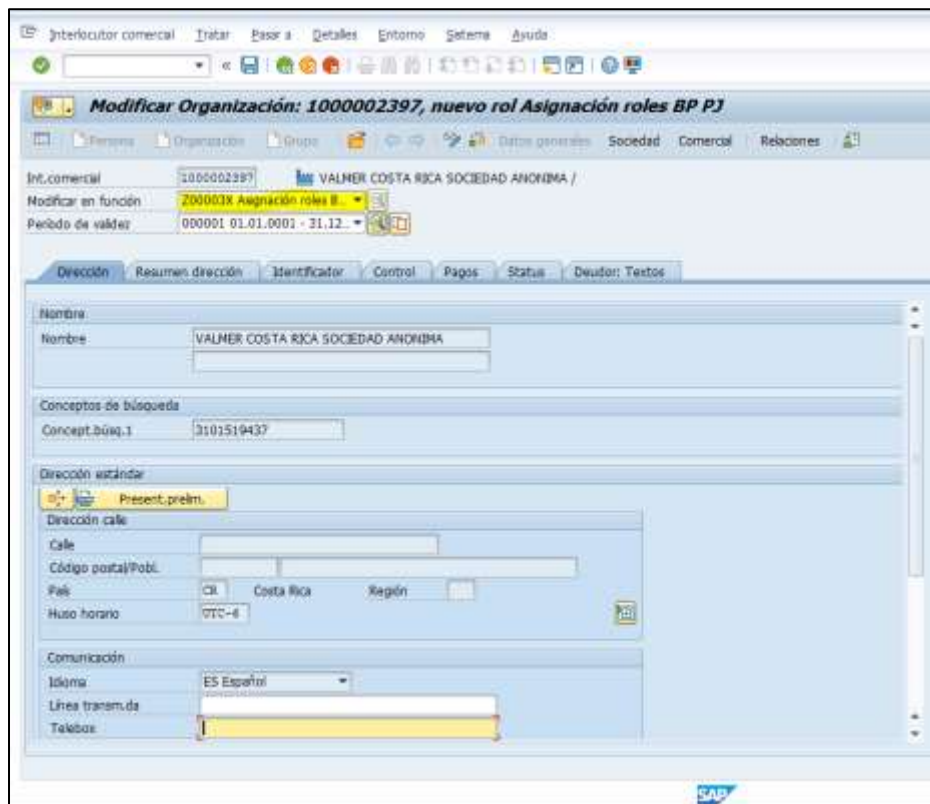 Interlocutor comercial Tratar Pasar a Detalles Entorno Sistema Ayuda
Modificar Organización: 1000002397, nuevo rol Asignación roles BP PJ
Persona Organización Grupo Datos generales Sociedad Comercial Relaciones
Int.comercial 1000002397 VALMER COSTA RICA SOCIEDAD ANONIMA /
Modificar en función Z00003X Asignación roles B..
Período de validez 000001 01.01.0001 - 31.12..
Dirección Resumen dirección Identificador Control Pagos Status Deudor: Textos
Nombre
Nombre VALMER COSTA RICA SOCIEDAD ANONIMA
Conceptos de búsqueda
Concept.búsq.1 3101519437
Dirección estándar
Present.prelim.
Dirección calle
Calle
Código postal/Pobl.
País CR Costa Rica Región
Huso horario UTC-6
Comunicación
Idioma ES Español
Línea transm.da
Telebox
SAP